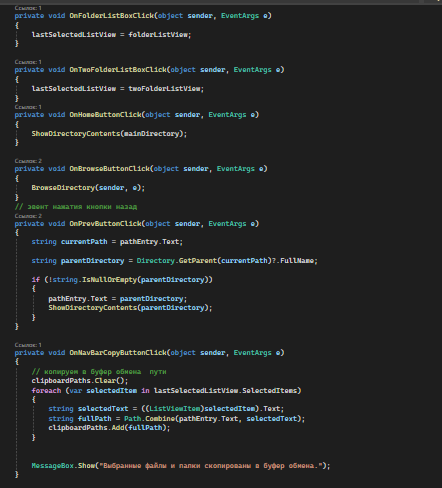 Ссылок: 1
private void OnFolderListBoxClick(object sender, EventArgs e)
{
lastSelectedListView = folderListView;
}
Ссылок: 1
private void OnTwoFolderListBoxClick(object sender, EventArgs e)
{
lastSelectedListView = twoFolderListView;
}
Ссылок: 1
private void OnHomeButtonClick(object sender, EventArgs e)
{
ShowDirectoryContents(mainDirectory);
}
Ссылок: 2
private void OnBrowseButtonClick(object sender, EventArgs e)
{
BrowseDirectory(sender, e);
}
// эвент нажатия кнопки назад
Ссылок: 2
private void OnPrevButtonClick(object sender, EventArgs e)
{
string currentPath = pathEntry.Text;
string parentDirectory = Directory.GetParent(currentPath)?.FullName;
if (!string.IsNullOrEmpty(parentDirectory))
{
pathEntry.Text = parentDirectory;
ShowDirectoryContents(parentDirectory);
}
}
Ссылок: 1
private void OnNavBarCopyButtonClick(object sender, EventArgs e)
{
// копируем в буфер обмена пути
clipboardPaths.Clear();
foreach (var selectedItem in lastSelectedListView.SelectedItems)
{
string selectedText = ((ListViewItem)selectedItem).Text;
string fullPath = Path.Combine(pathEntry.Text, selectedText);
clipboardPaths.Add(fullPath);
}
MessageBox.Show("Выбранные файлы и папки скопированы в буфер обмена.");
}